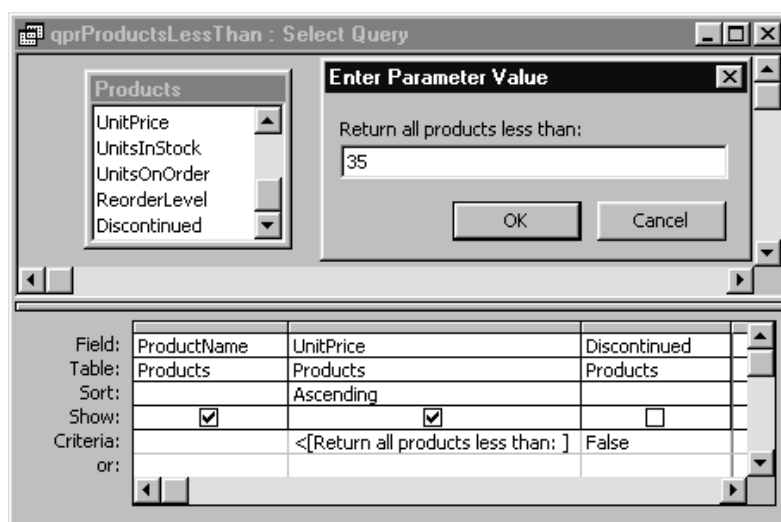 qprProductsLessThan : Select Query
Products
UnitPrice
UnitsInStock
UnitsOnOrder
ReorderLevel
Discontinued
Enter Parameter Value
Return all products less than:
35
OK Cancel
Field: ProductName UnitPrice Discontinued
Table: Products Products Products
Sort: Ascending
Show:
Criteria: <[Return all products less than: ] False
or: